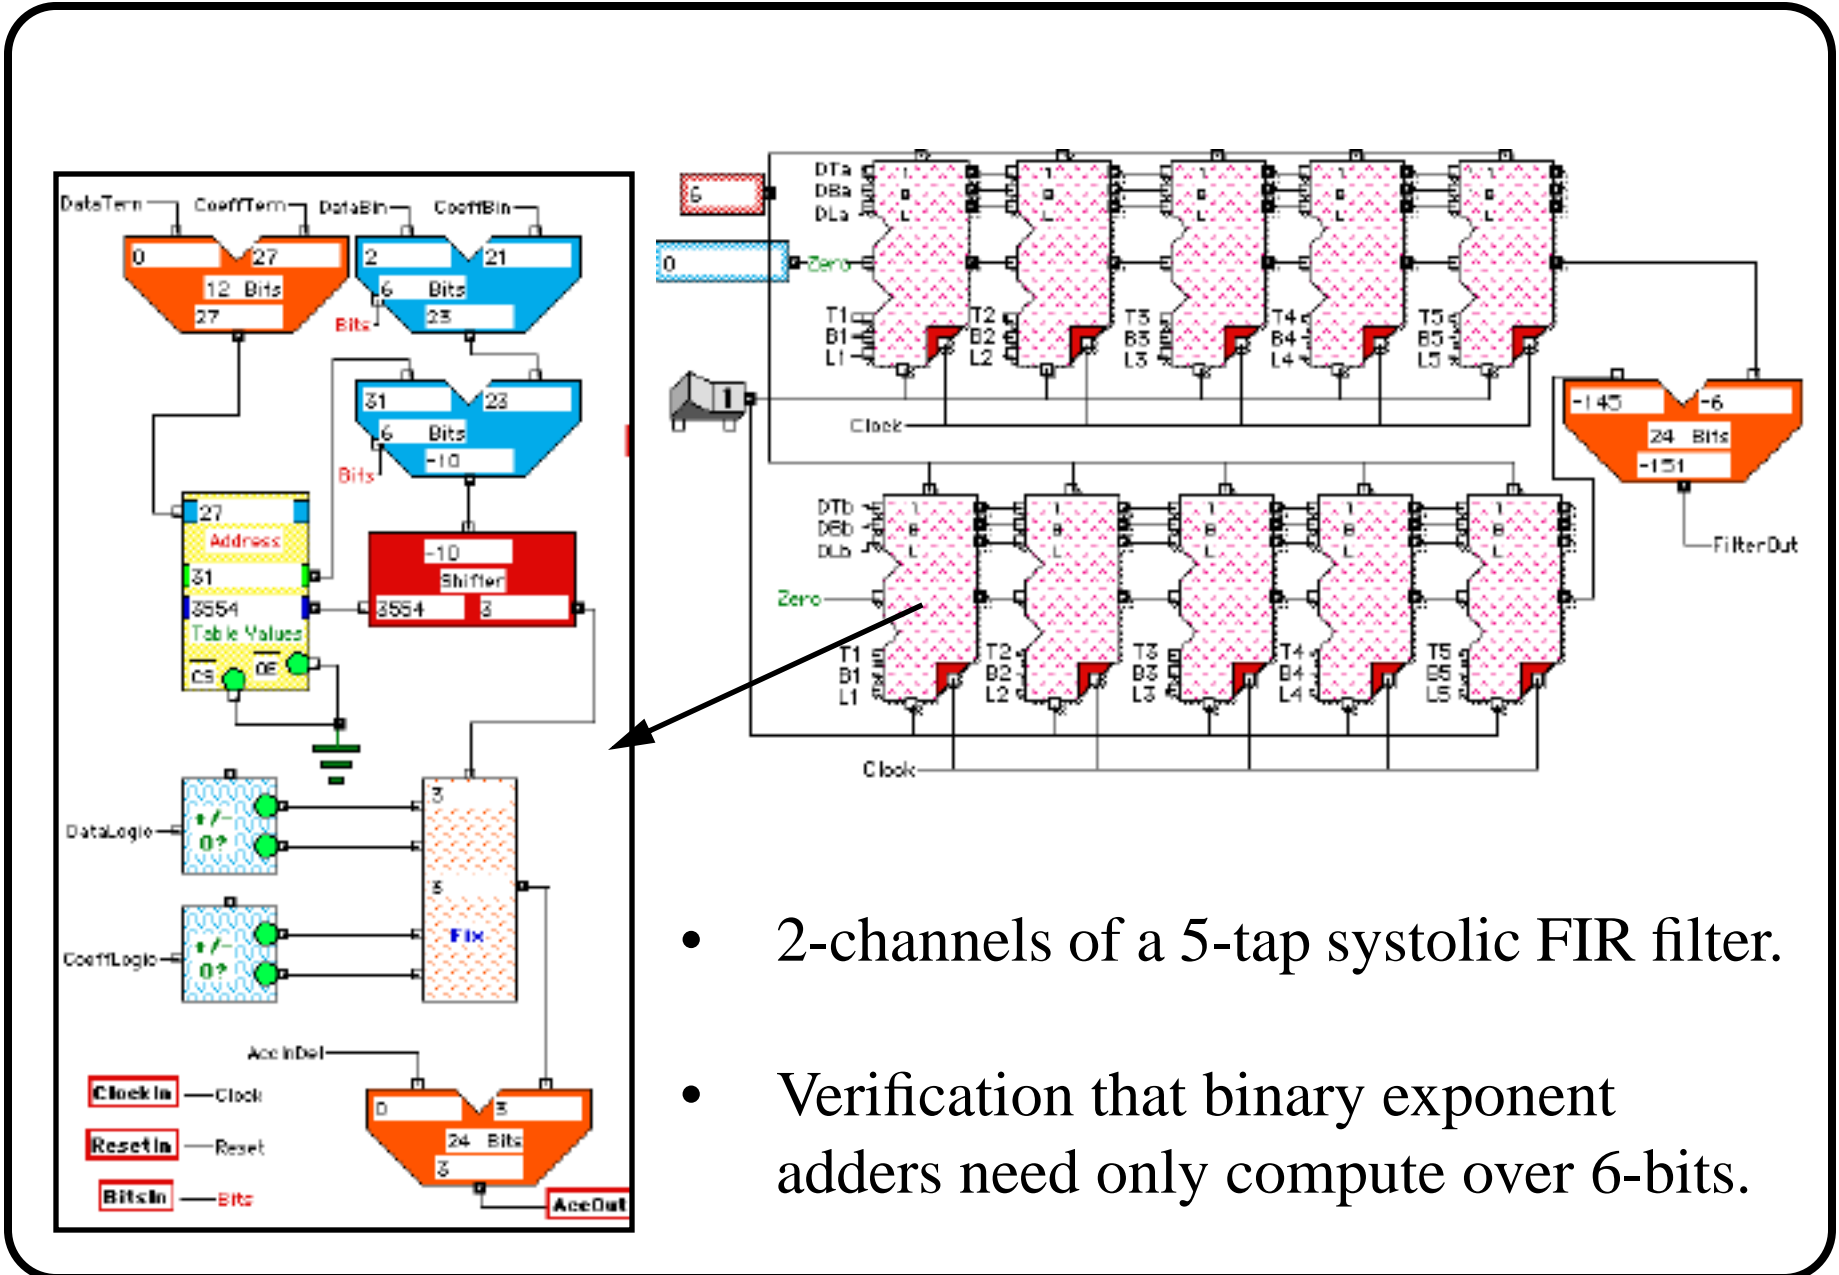 DataTern CoeffTern DataBin CoeffBin
0 27 2 21
12 Bits 6 Bits
27 23
Bits
31 23
6 Bits
-10
Bits
27
Address
31
3554
Table Values
CS OE
-10
Shifter
3554 3
DataLogic
+/-
0?
CoeffLogic
+/-
0?
3
3
Fix
AccInDel
0 3
24 Bits
3
ClockIn Clock
ResetIn Reset
BitsIn Bits
AccOut
6
0
Zero
DTa
DBa
DLa
T1 T2 T3 T4 T5
B1 B2 B3 B4 B5
L1 L2 L3 L4 L5
1
Clock
-145 -6
24 Bits
-151
FilterOut
DTb
DBb
DLb
Zero
T1 T2 T3 T4 T5
B1 B2 B3 B4 B5
L1 L2 L3 L4 L5
Clock
• 2-channels of a 5-tap systolic FIR filter.
• Verification that binary exponent
adders need only compute over 6-bits.